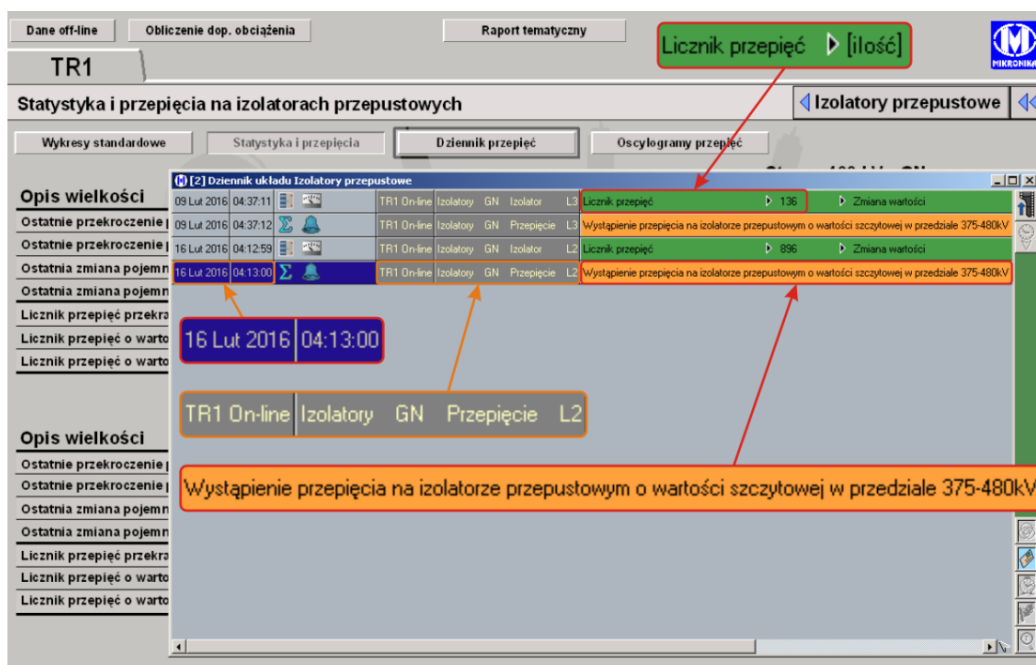 Dane off-line Obliczenie dop. obciążenia Raport tematyczny
Licznik przepięć [ilość]
MIKRONIKA
TR1
Statystyka i przepięcia na izolatorach przepustowych Izolatory przepustowe
Wykresy standardowe Statystyka i przepięcia Dziennik przepięć Oscylogramy przepięć
[2] Dziennik układu Izolatory przepustowe
Opis wielkości
09 Lut 2016 04:37:11 TR1 On-line Izolatory GN Izolator L3 Licznik przepięć 136 Zmiana wartości
Ostatnie przekroczenie
09 Lut 2016 04:37:12 TR1 On-line Izolatory GN Przepięcie L3 Wystąpienie przepięcia na izolatorze przepustowym o wartości szczytowej w przedziale 375-480kV
Ostatnie przekroczenie
16 Lut 2016 04:12:59 TR1 On-line Izolatory GN Izolator L2 Licznik przepięć 896 Zmiana wartości
Ostatnia zmiana pojemn
16 Lut 2016 04:13:00 TR1 On-line Izolatory GN Przepięcie L2 Wystąpienie przepięcia na izolatorze przepustowym o wartości szczytowej w przedziale 375-480kV
Ostatnia zmiana pojemn
Licznik przepięć przekra
Licznik przepięć o warto
Licznik przepięć o warto
16 Lut 2016 04:13:00
TR1 On-line Izolatory GN Przepięcie L2
Opis wielkości
Ostatnie przekroczenie
Ostatnie przekroczenie
Wystąpienie przepięcia na izolatorze przepustowym o wartości szczytowej w przedziale 375-480kV
Ostatnia zmiana pojemn
Ostatnia zmiana pojemn
Licznik przepięć przekra
Licznik przepięć o warto
Licznik przepięć o warto